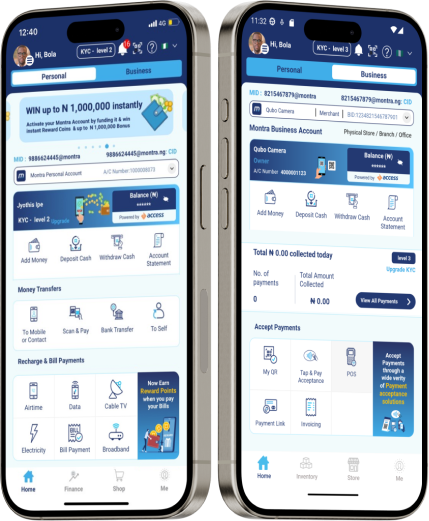 12:40
4G
Hi, Bola
KYC - level 2
16
Personal
Business
WIN up to N 1,000,000 instantly
Activate your Montra Account by funding it & win
instant Reward Coins & up to N 1,000,000 Bonus
MID : 9886624445@montra
9886624445@montra.ng: CID
m
Montra Personal Account
A/C Number:1000000073
Jyothis Ipe
KYC - level 2 Upgrade
Balance (₦)
******
Powered by access
Add Money
Deposit Cash
Withdraw Cash
Account
Statement
Money Transfers
To Mobile
or Contact
Scan & Pay
Bank Transfer
To Self
Recharge & Bill Payments
Airtime
Data
Cable TV
Now Earn
Reward Points
when you pay
your Bills
Electricity
Bill Payment
Broadband
Home
Finance
Shop
Me
11:32
Hi, Bola
KYC - level 3
Personal
Business
MID : 8215467879@montra
8215467879@montra.ng: CID
m
Qubo Camera
Merchant
BID:1234821546787961
Montra Business Account
Physical Store / Branch / Office
Qubo Camera
Owner
A/C Number 4000001123
Balance (₦)
******
Powered by access
Add Money
Deposit Cash
Withdraw Cash
Account
Statement
Total ₦ 0.00 collected today
level 3
Upgrade KYC
No. of
payments
Total Amount
Collected
0
₦ 0.00
View All Payments
Accept Payments
My QR
Tap & Pay
Acceptance
POS
Accept
Payments
through a
wide verity
of Payment
acceptance
solutions
Payment Link
Invoicing
Home
Inventory
Store
Me